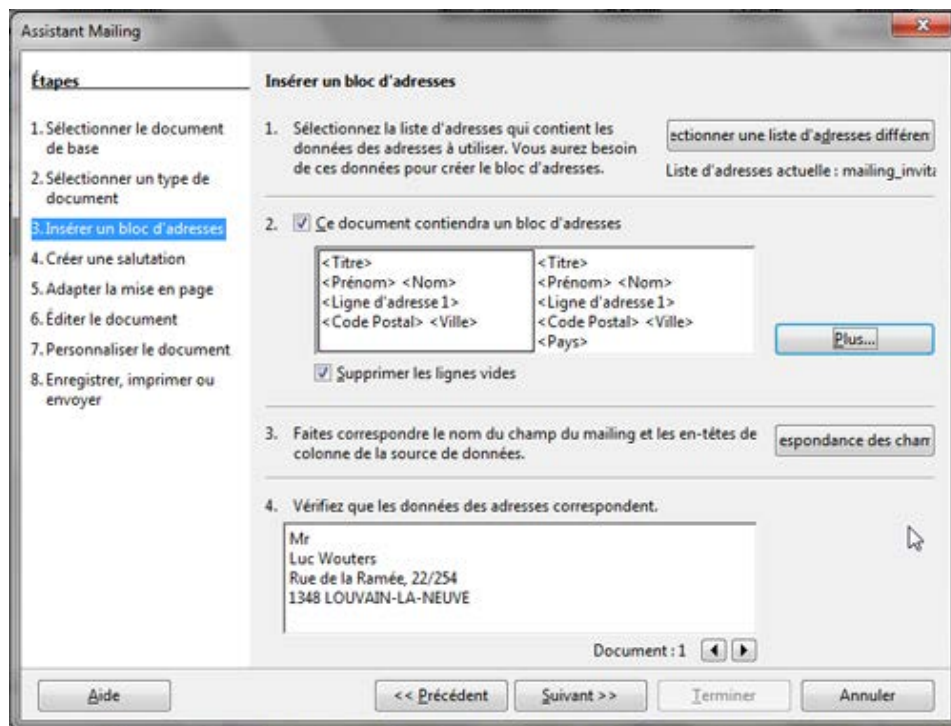 Assistant Mailing
Étapes
1. Sélectionner le document
de base
2. Sélectionner un type de
document
3. Insérer un bloc d'adresses
4. Créer une salutation
5. Adapter la mise en page
6. Éditer le document
7. Personnaliser le document
8. Enregistrer, imprimer ou
envoyer
Insérer un bloc d'adresses
1. Sélectionnez la liste d'adresses qui contient les
données des adresses à utiliser. Vous aurez besoin
de ces données pour créer le bloc d'adresses.
ectionner une liste d'adresses différen
Liste d'adresses actuelle : mailing_invita
2. Ce document contiendra un bloc d'adresses
<Titre>
<Prénom> <Nom>
<Ligne d'adresse 1>
<Code Postal> <Ville>
<Titre>
<Prénom> <Nom>
<Ligne d'adresse 1>
<Code Postal> <Ville>
<Pays>
Plus...
Supprimer les lignes vides
3. Faites correspondre le nom du champ du mailing et les en-têtes de
colonne de la source de données.
espondance des cham
4. Vérifiez que les données des adresses correspondent.
Mr
Luc Wouters
Rue de la Ramée, 22/254
1348 LOUVAIN-LA-NEUVE
Document : 1
Aide
<< Précédent
Suivant >>
Terminer
Annuler